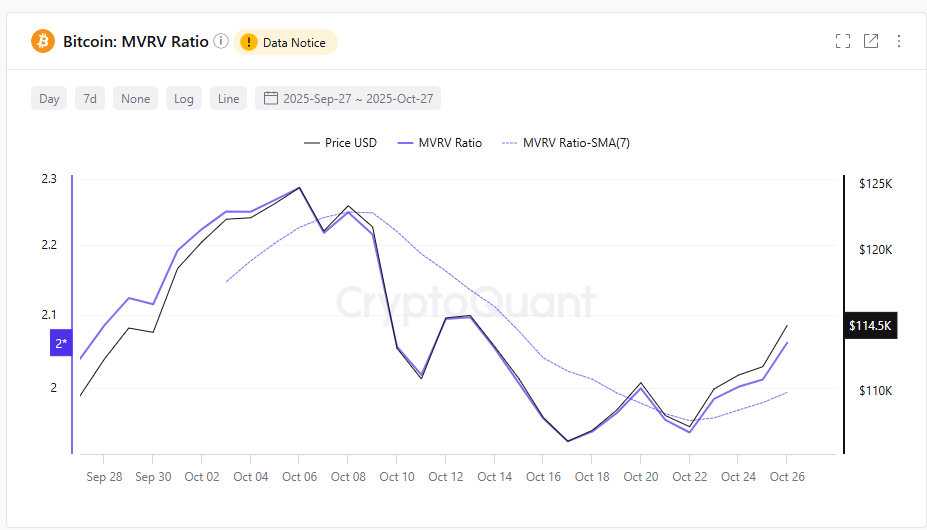 Bitcoin: MVRV Ratio
Data Notice
Day 7d None Log Line 2025-Sep-27 ~ 2025-Oct-27
Price USD MVRV Ratio MVRV Ratio-SMA(7)
2.3 $125K
2.2 $120K
CryptoQuant
2.1
2* $114.5K
2 $110K
Sep 28 Sep 30 Oct 02 Oct 04 Oct 06 Oct 08 Oct 10 Oct 12 Oct 14 Oct 16 Oct 18 Oct 20 Oct 22 Oct 24 Oct 26